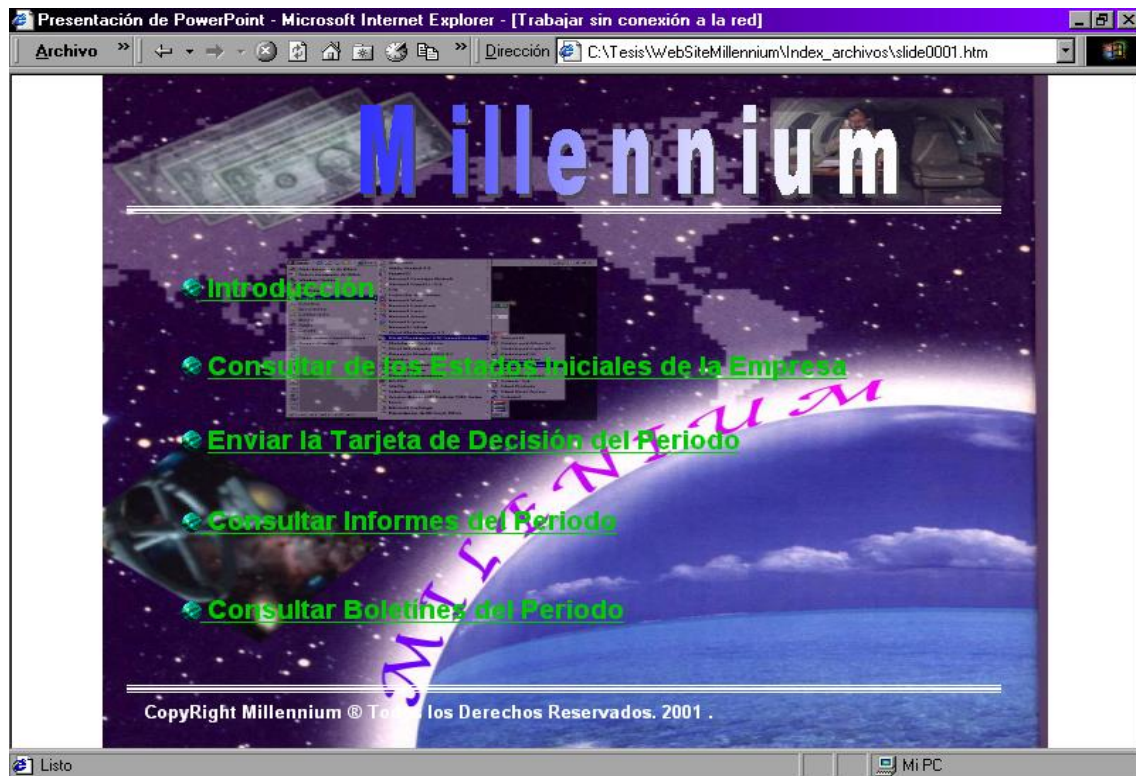 Presentación de PowerPoint - Microsoft Internet Explorer - [Trabajar sin conexión a la red]
Archivo » » Dirección C:\Tesis\WebSiteMillennium\Index_archivos\slide0001.htm
Millennium
Introducción
Consultar de los Estados Iniciales de la Empresa
Enviar la Tarjeta de Decisión del Periodo
Consultar Informes del Periodo
Consultar Boletines del Periodo
MILENIUM
CopyRight Millennium ® Todos los Derechos Reservados. 2001 .
Listo Mi PC